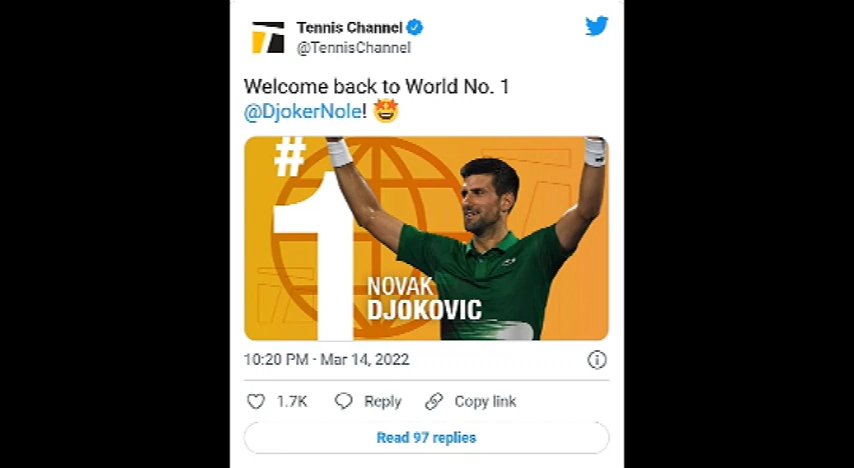 Tennis Channel
@TennisChannel
Welcome back to World No. 1
@DjokerNole! 🤩
#1
NOVAK
DJOKOVIC
10:20 PM · Mar 14, 2022
1.7K Reply Copy link
Read 97 replies